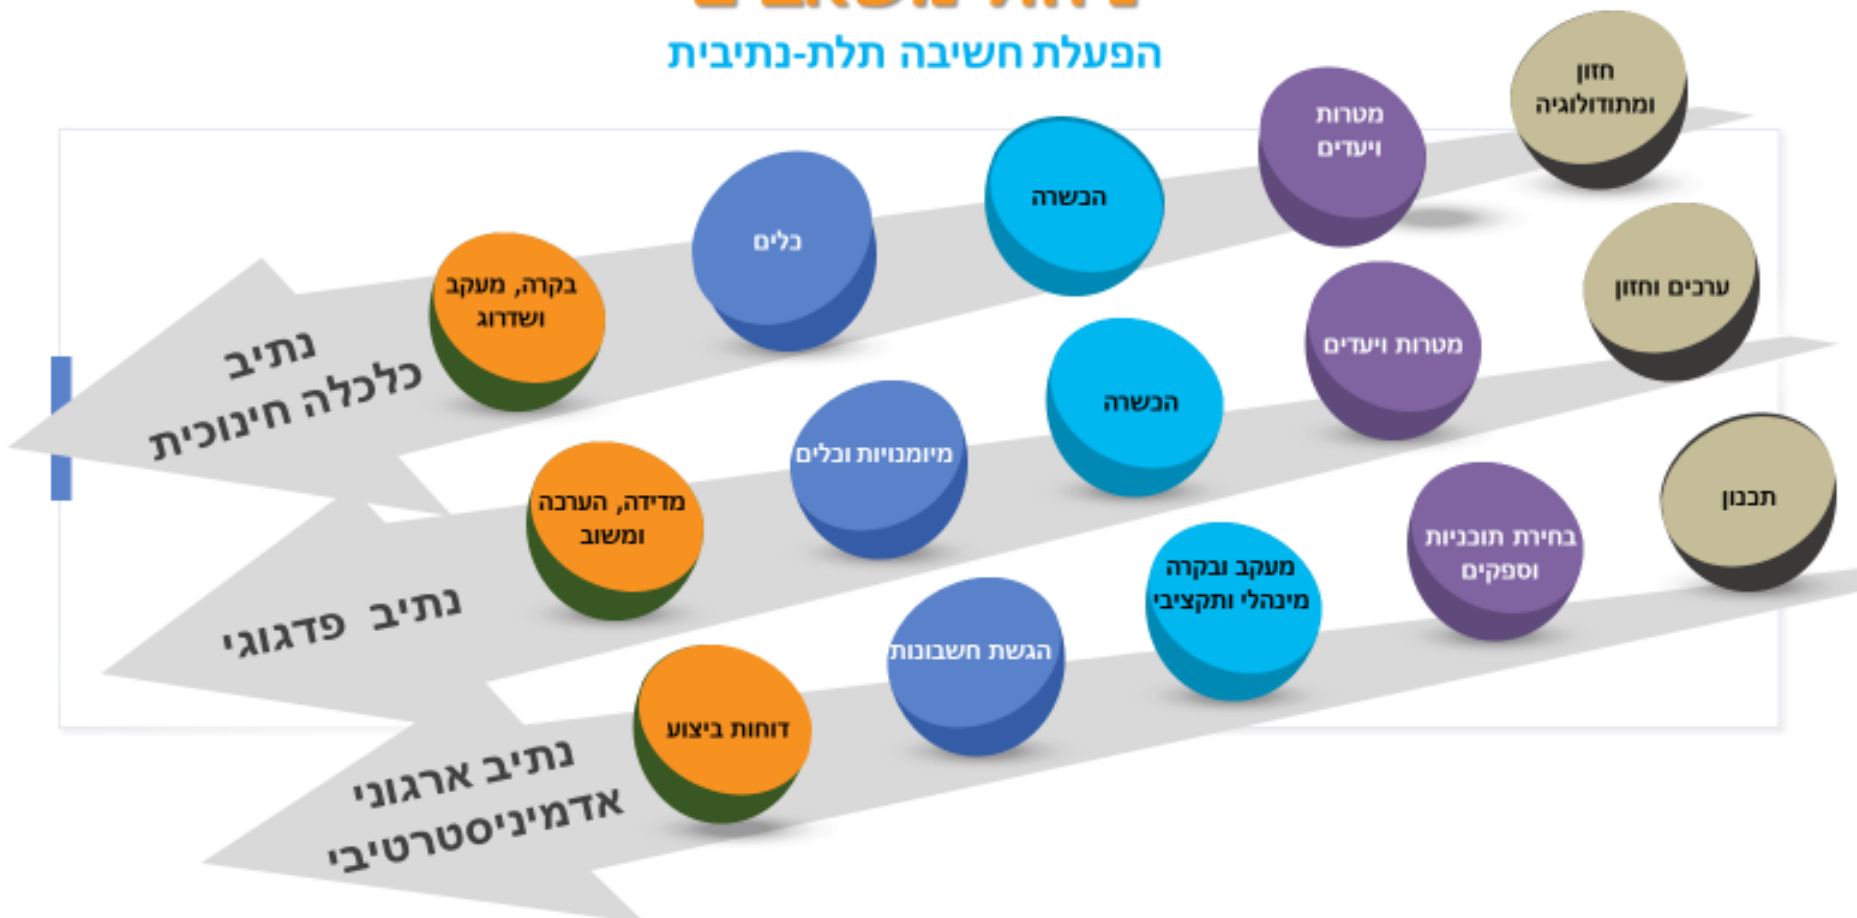 הפעלת חשיבה תלת-נתיבית
חזון
ומתודולוגיה
מטרות
ויעדים
הכשרה
כלים
בקרה, מעקב
ושדרוג
נתיב
כלכלה חינוכית
ערכים וחזון
מטרות ויעדים
הכשרה
מיומנויות וכלים
מדידה, הערכה
ומשוב
נתיב פדגוגי
תכנון
בחירת תוכניות
וספקים
מעקב ובקרה
מינהלי ותקציבי
הגשת חשבונות
דוחות ביצוע
נתיב ארגוני
אדמיניסטרטיבי